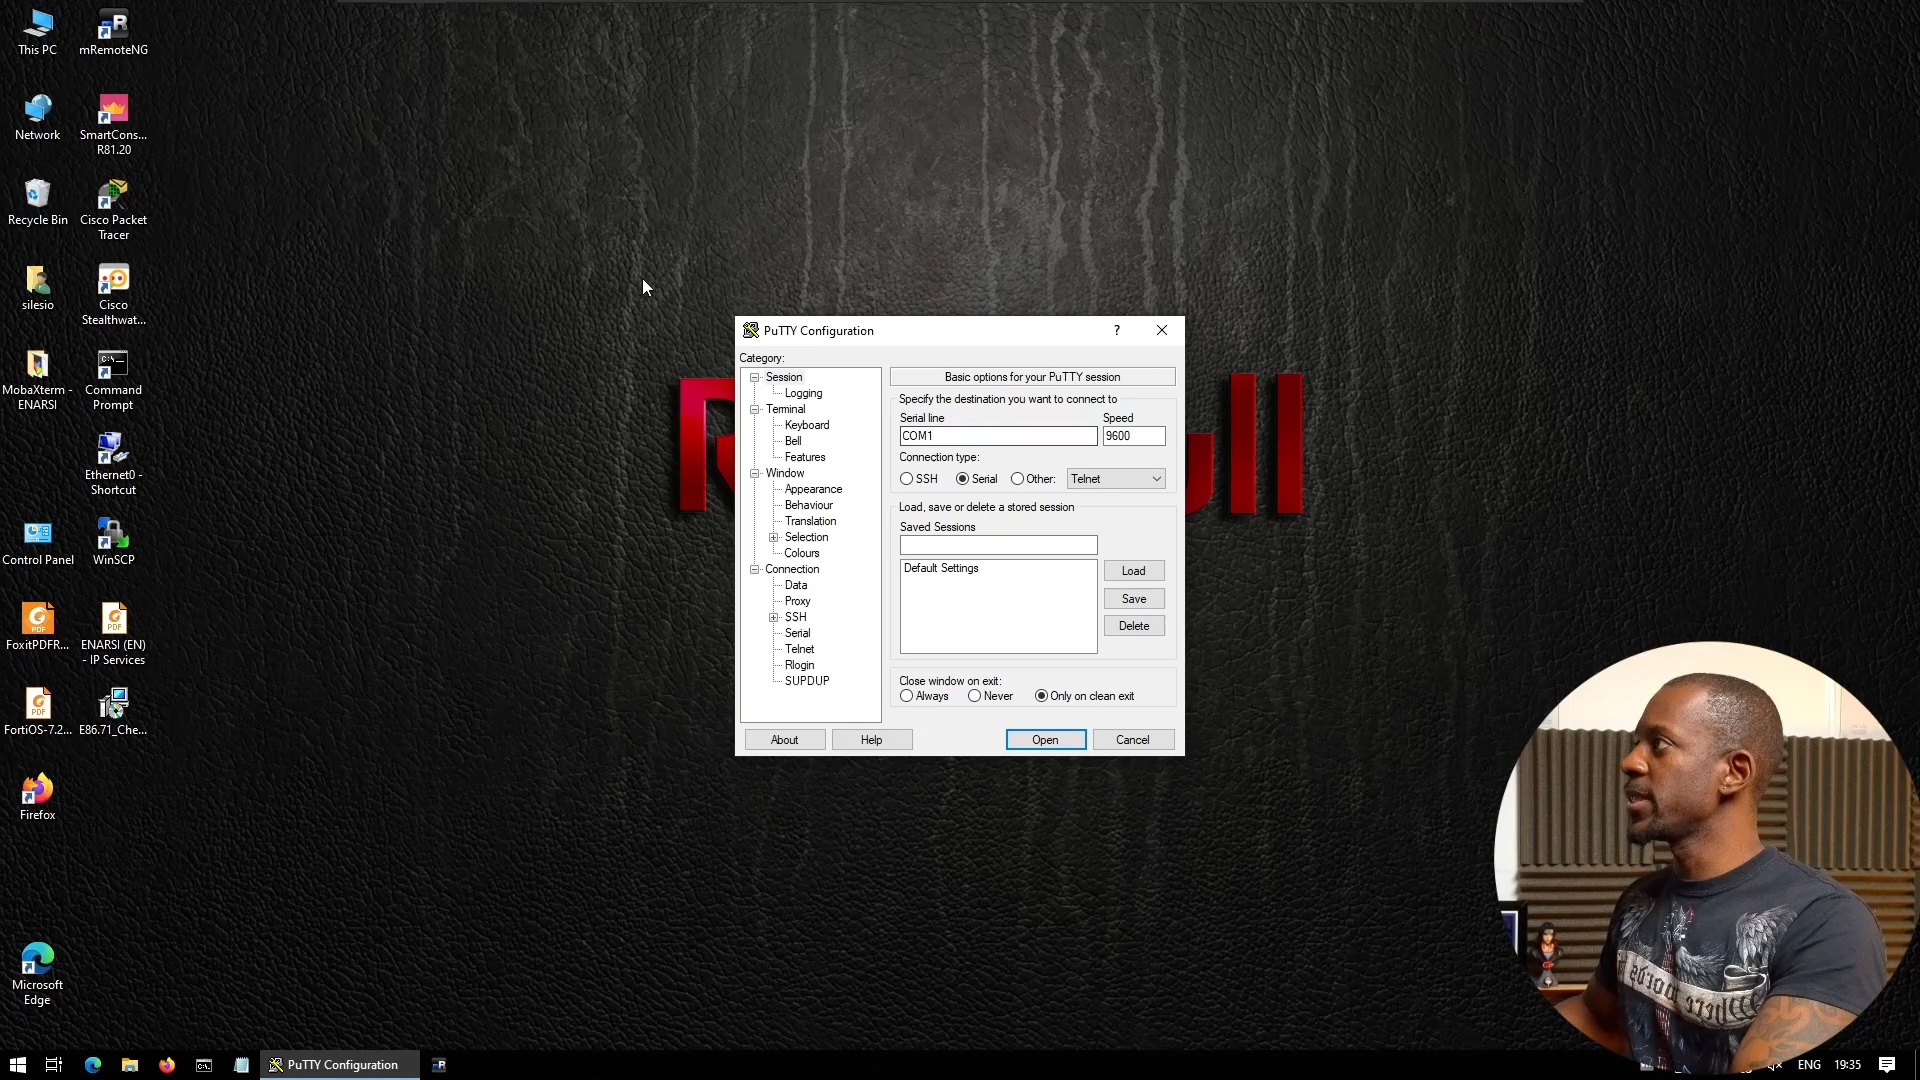 This PC
mRemoteNG
Network
SmartCons...
R81.20
Recycle Bin
Cisco Packet
Tracer
silesio
Cisco
Stealthwat...
MobaXterm -
ENARSI
Command
Prompt
Ethernet0 -
Shortcut
Control Panel
WinSCP
FoxitPDFR...
ENARSI (EN)
- IP Services
FortiOS-7.2...
E86.71_Che...
Firefox
Microsoft
Edge
PuTTY Configuration
?
Category:
Session
Logging
Terminal
Keyboard
Bell
Features
Window
Appearance
Behaviour
Translation
Selection
Colours
Connection
Data
Proxy
SSH
Serial
Telnet
Rlogin
SUPDUP
Basic options for your PuTTY session
Specify the destination you want to connect to
Serial line
Speed
COM1
9600
Connection type:
SSH
Serial
Other:
Telnet
Load, save or delete a stored session
Saved Sessions
Default Settings
Load
Save
Delete
Close window on exit:
Always
Never
Only on clean exit
About
Help
Open
Cancel
PuTTY Configuration
ENG
19:35